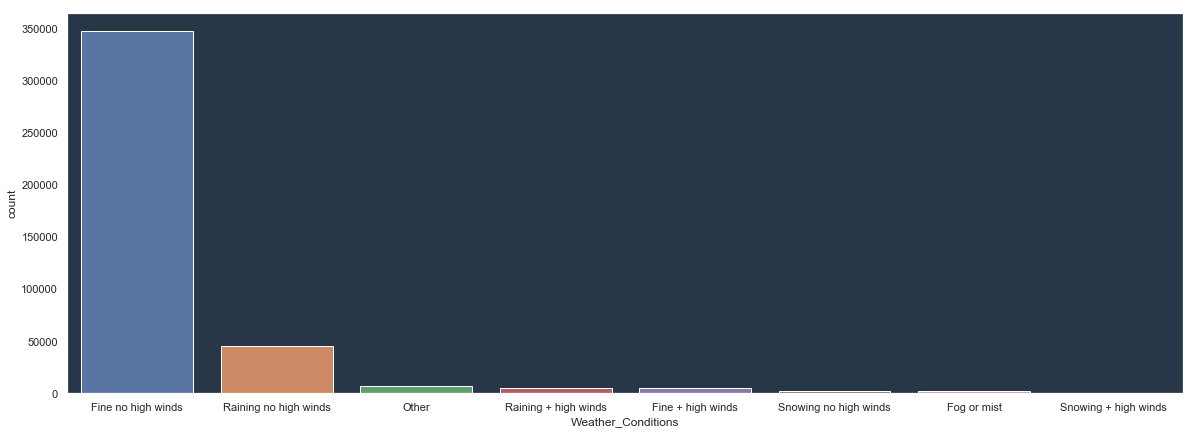 350000
300000
250000
200000
150000
100000
50000
0
count
Fine no high winds Raining no high winds Other Raining + high winds Fine + high winds Snowing no high winds Fog or mist Snowing + high winds
Weather_Conditions